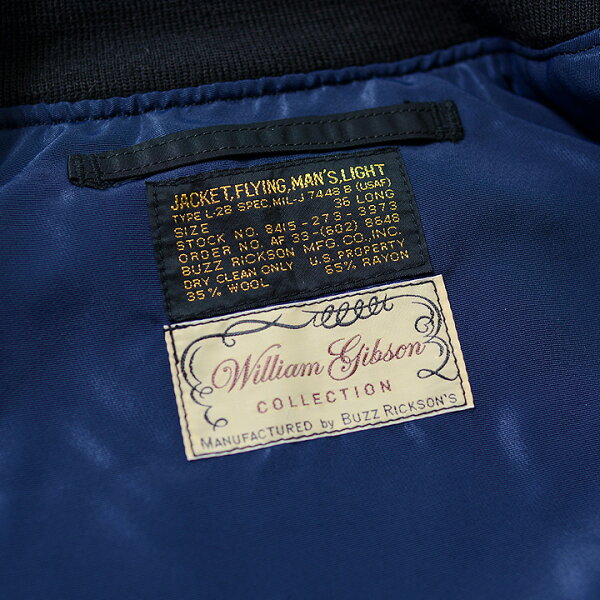 JACKET, FLYING, MAN'S, LIGHT
TYPE L-2B SPEC. MIL-J 7448 B (USAF)
SIZE 36 LONG
STOCK NO. 8415-273-3973
ORDER NO. AF 33-(602) 8648
BUZZ RICKSON MFG. CO., INC.
DRY CLEAN ONLY U.S. PROPERTY
35% WOOL 65% RAYON
William Gibson
COLLECTION
MANUFACTURED by BUZZ RICKSON'S